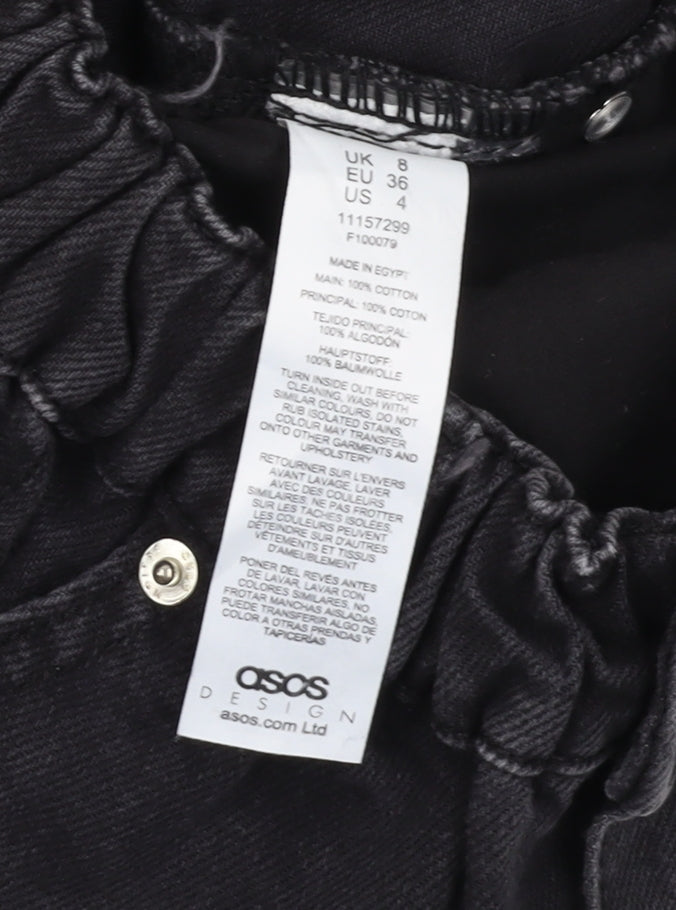 UK 8
EU 36
US 4
11157299
F100079
MADE IN EGYPT
MAIN: 100% COTTON
PRINCIPAL: 100% COTON
TEJIDO PRINCIPAL:
100% ALGODÓN
HAUPTSTOFF:
100% BAUMWOLLE
TURN INSIDE OUT BEFORE
CLEANING, WASH WITH
SIMILAR COLOURS, DO NOT
RUB ISOLATED STAINS,
COLOUR MAY TRANSFER
ONTO OTHER GARMENTS AND
UPHOLSTERY
RETOURNER SUR L'ENVERS
AVANT LAVAGE, LAVER
AVEC DES COULEURS
SIMILAIRES, NE PAS FROTTER
SUR LES TACHES ISOLÉES,
LES COULEURS PEUVENT
DÉTEINDRE SUR D'AUTRES
VÊTEMENTS ET TISSUS
D'AMEUBLEMENT
PONER DEL REVÉS ANTES
DE LAVAR, LAVAR CON
COLORES SIMILARES, NO
FROTAR MANCHAS AISLADAS,
PUEDE TRANSFERIR ALGO DE
COLOR A OTRAS PRENDAS Y
TAPICERÍAS
asos
DESIGN
asos.com Ltd